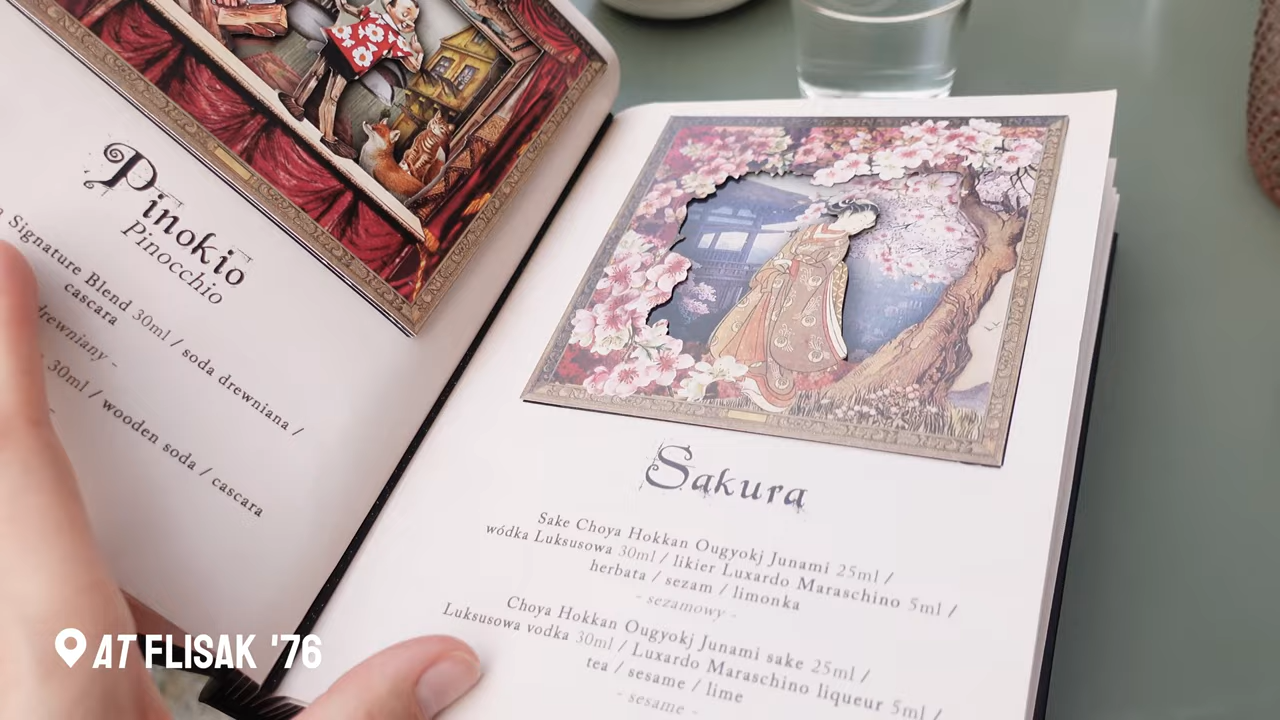 Pinokio
Pinocchio
Signature Blend 30ml / soda drewniana /
cascara
drewniany -
30ml / wooden soda / cascara
Sakura
Sake Choya Hokkan Ougyokj Junami 25ml /
wódka Luksusowa 30ml / likier Luxardo Maraschino 5ml /
herbata / sezam / limonka
- sezamowy -
Choya Hokkan Ougyokj Junami sake 25ml /
Luksusowa vodka 30ml / Luxardo Maraschino liqueur 5ml /
tea / sesame / lime
- sesame -
AT FLISAK '76